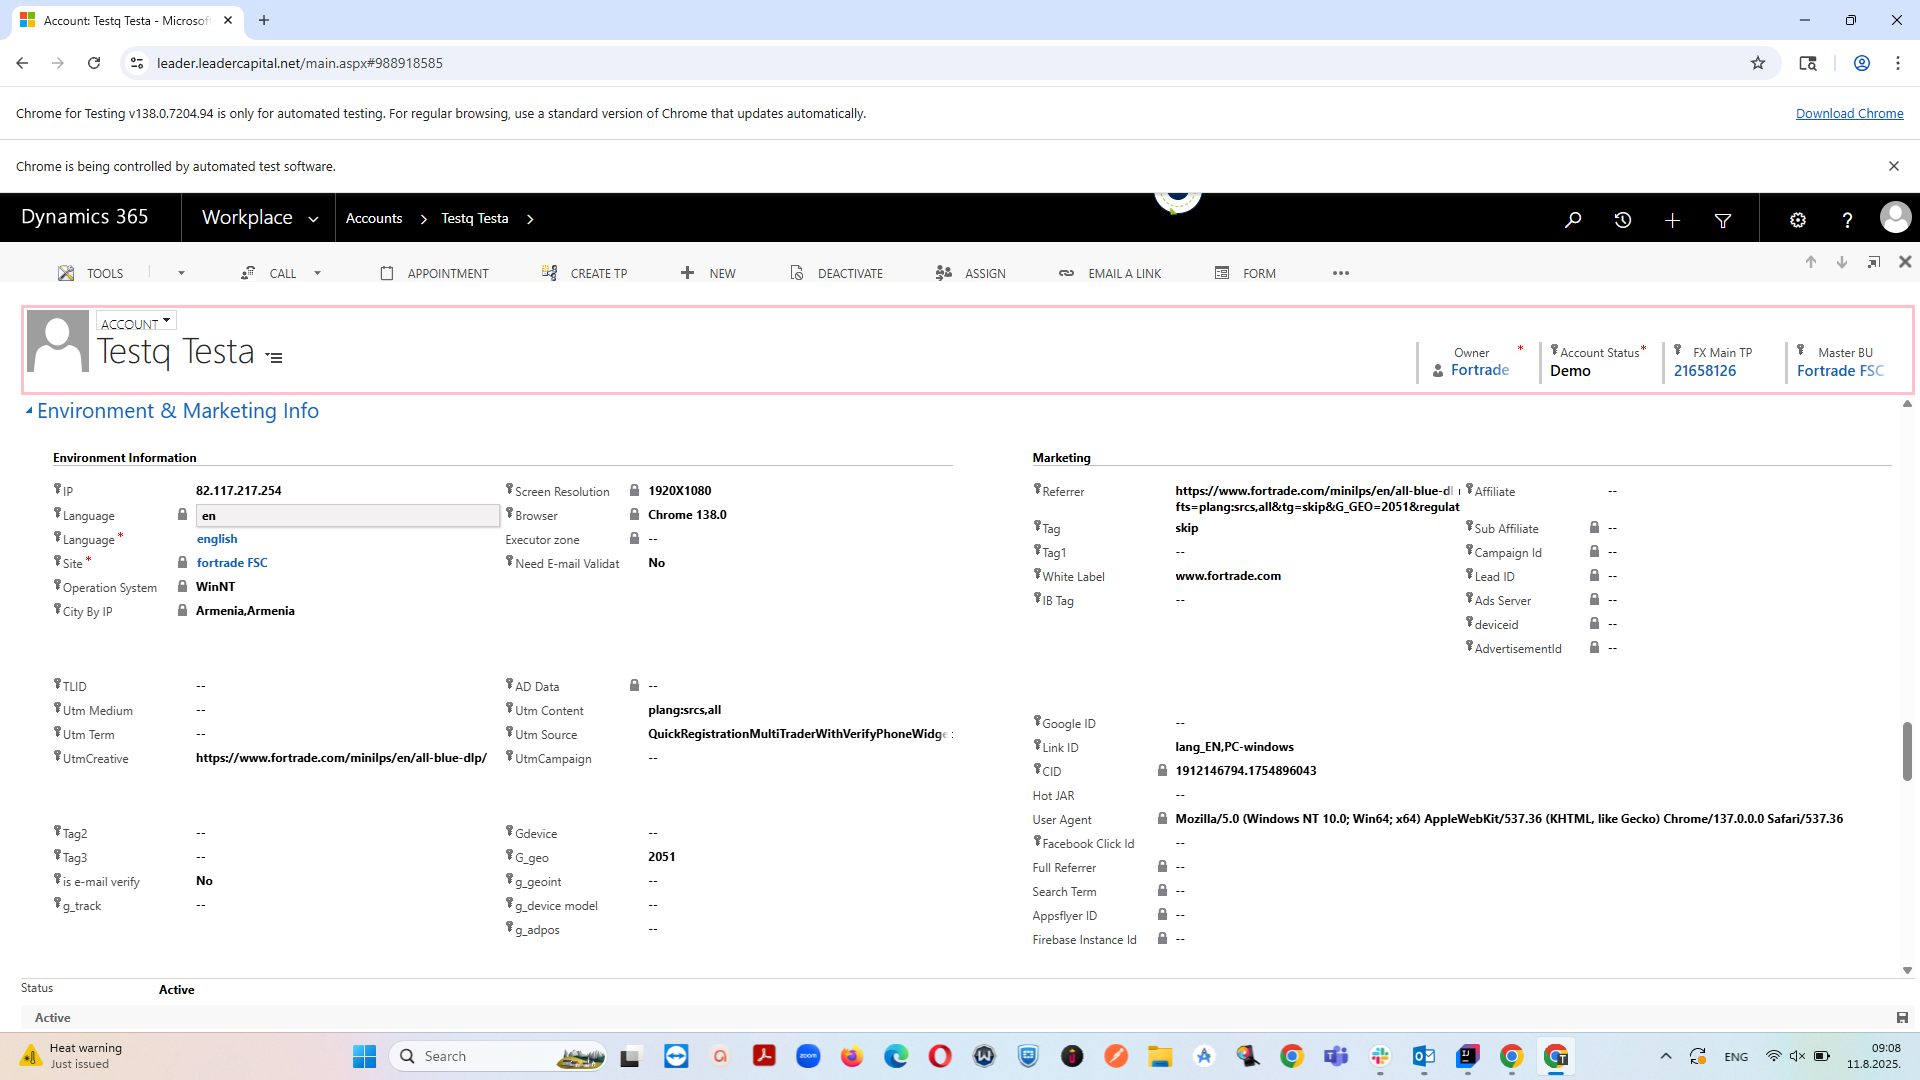 Account: Testq Testa - Microsof
leader.leadercapital.net/main.aspx#988918585
Chrome for Testing v138.0.7204.94 is only for automated testing. For regular browsing, use a standard version of Chrome that updates automatically.
Download Chrome
Chrome is being controlled by automated test software.
Dynamics 365
Workplace
Accounts
Testq Testa
TOOLS
CALL
APPOINTMENT
CREATE TP
NEW
DEACTIVATE
ASSIGN
EMAIL A LINK
FORM
ACCOUNT
Testq Testa
Owner *
Fortrade
Account Status *
Demo
FX Main TP
21658126
Master BU
Fortrade FSC
Environment & Marketing Info
Environment Information
IP 82.117.217.254
Language en
Language * english
Site * fortrade FSC
Operation System WinNT
City By IP Armenia,Armenia
Screen Resolution 1920X1080
Browser Chrome 138.0
Executor zone --
Need E-mail Validat No
TLID --
Utm Medium --
Utm Term --
UtmCreative https://www.fortrade.com/minilps/en/all-blue-dlp/
AD Data --
Utm Content plang:srcs,all
Utm Source QuickRegistrationMultiTraderWithVerifyPhoneWidge
UtmCampaign --
Tag2 --
Tag3 --
is e-mail verify No
g_track --
Gdevice --
G_geo 2051
g_geoint --
g_device model --
g_adpos --
Marketing
Referrer https://www.fortrade.com/minilps/en/all-blue-dl
fts=plang:srcs,all&tg=skip&G_GEO=2051&regulat
Tag skip
Tag1 --
White Label www.fortrade.com
IB Tag --
Affiliate --
Sub Affiliate --
Campaign Id --
Lead ID --
Ads Server --
deviceid --
AdvertisementId --
Google ID --
Link ID lang_EN,PC-windows
CID 1912146794.1754896043
Hot JAR --
User Agent Mozilla/5.0 (Windows NT 10.0; Win64; x64) AppleWebKit/537.36 (KHTML, like Gecko) Chrome/137.0.0.0 Safari/537.36
Facebook Click Id --
Full Referrer --
Search Term --
Appsflyer ID --
Firebase Instance Id --
Status Active
Active
Heat warning
Just issued
Search
zoom
ENG
09:08
11.8.2025.